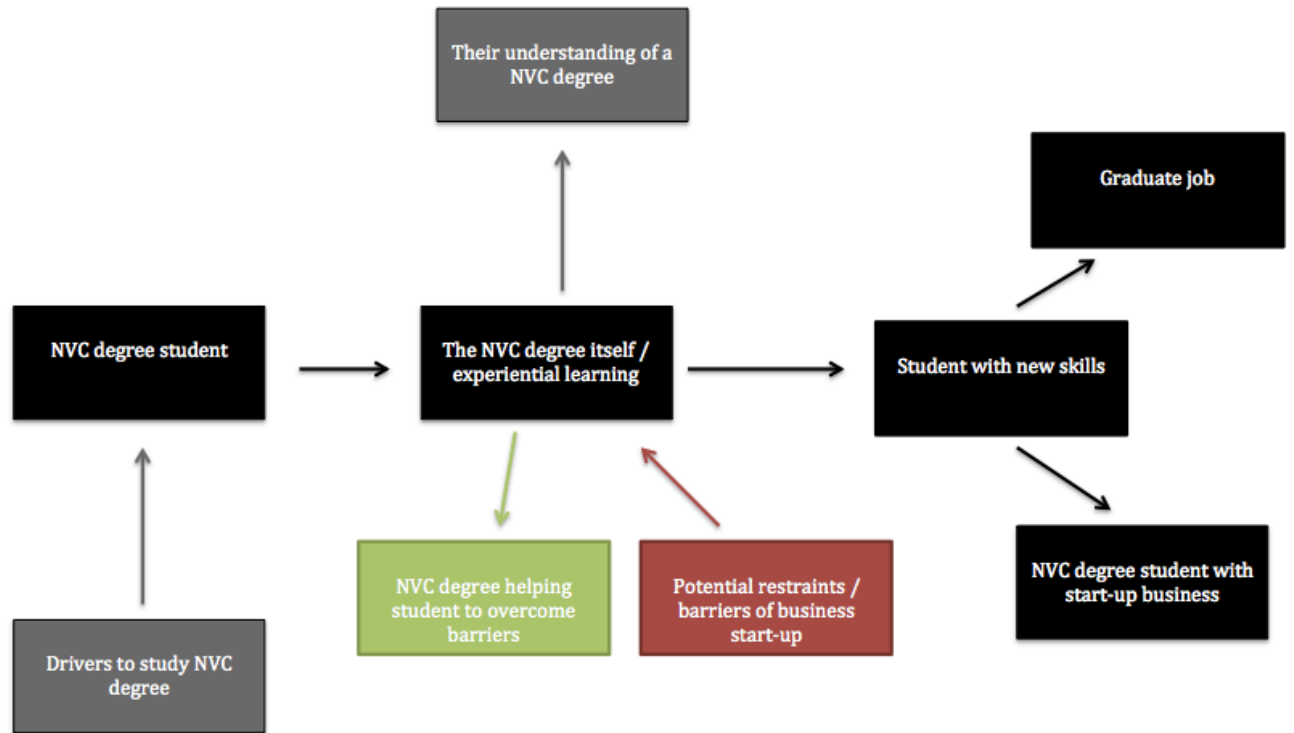 Their understanding of a
NVC degree
Graduate job
NVC degree student
The NVC degree itself /
experiential learning
Student with new skills
NVC degree helping
student to overcome
barriers
Potential restraints /
barriers of business
start-up
NVC degree student with
start-up business
Drivers to study NVC
degree